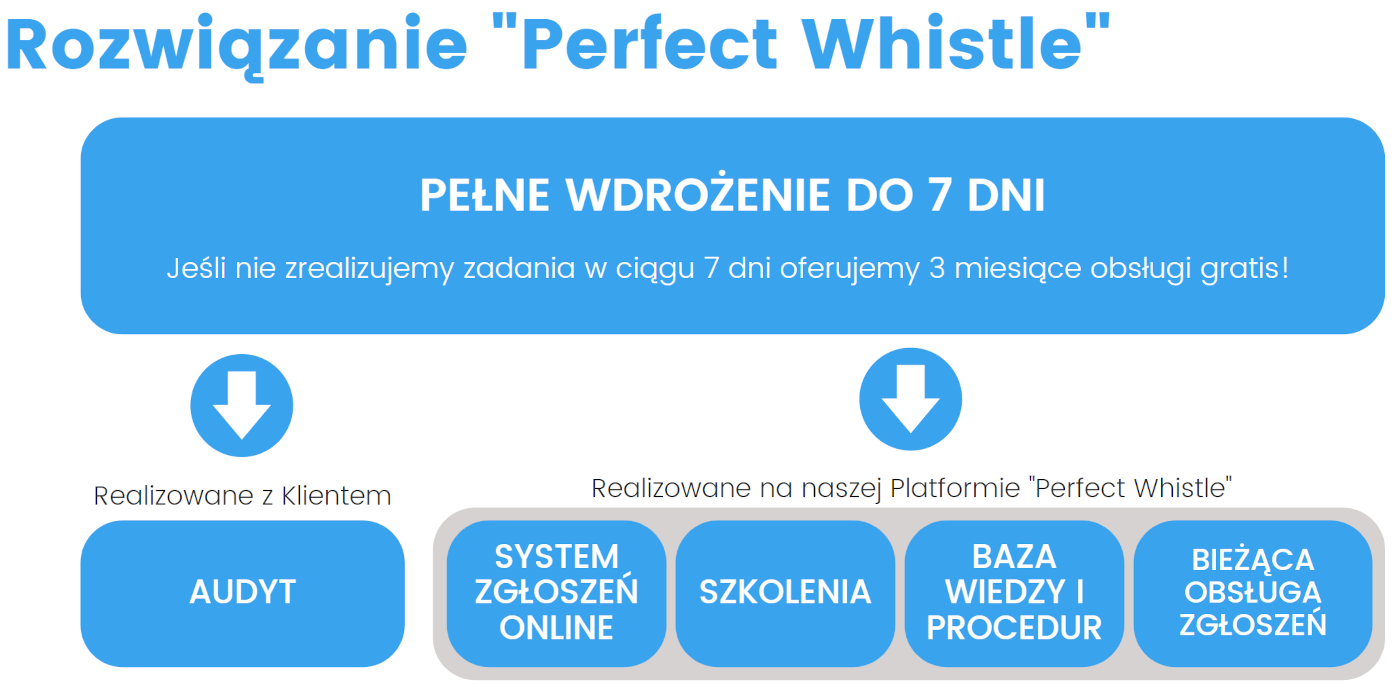 Rozwiązanie "Perfect Whistle"
PEŁNE WDROŻENIE DO 7 DNI
Jeśli nie zrealizujemy zadania w ciągu 7 dni oferujemy 3 miesiące obsługi gratis!
Realizowane z Klientem
AUDYT
Realizowane na naszej Platformie "Perfect Whistle"
SYSTEM
ZGŁOSZEŃ
ONLINE
SZKOLENIA
BAZA
WIEDZY I
PROCEDUR
BIEŻĄCA
OBSŁUGA
ZGŁOSZEŃ